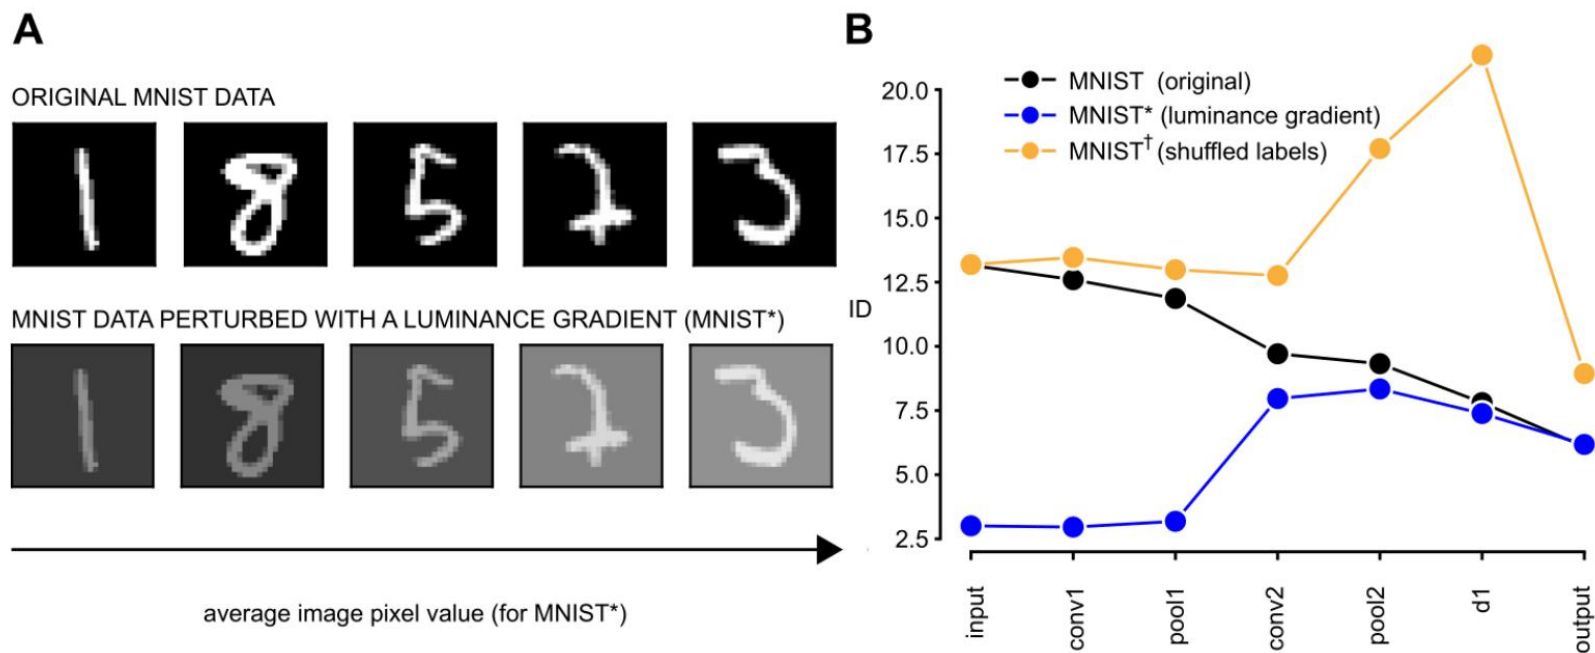 A
ORIGINAL MNIST DATA
MNIST DATA PERTURBED WITH A LUMINANCE GRADIENT (MNIST*)
average image pixel value (for MNIST*)
B
MNIST (original)
MNIST* (luminance gradient)
MNIST† (shuffled labels)
ID
20.0
17.5
15.0
12.5
10.0
7.5
5.0
2.5
input
conv1
pool1
conv2
pool2
d1
output